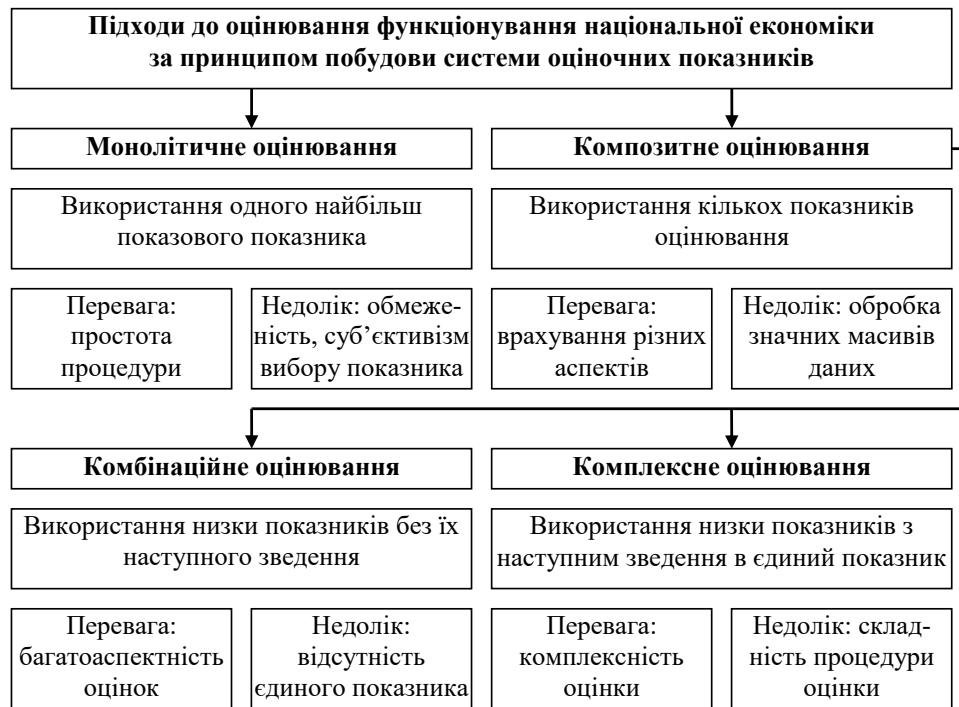 Підходи до оцінювання функціонування національної економіки
за принципом побудови системи оціночних показників
Монолітичне оцінювання
Композитне оцінювання
Використання одного найбільш
показового показника
Використання кількох показників
оцінювання
Перевага:
простота
процедури
Недолік: обмеже-
ність, суб’єктивізм
вибору показника
Перевага:
врахування різних
аспектів
Недолік: обробка
значних масивів
даних
Комбінаційне оцінювання
Комплексне оцінювання
Використання низки показників без їх
наступного зведення
Використання низки показників з
наступним зведення в єдиний показник
Перевага:
багатоаспектність
оцінок
Недолік:
відсутність
єдиного показника
Перевага:
комплексність
оцінки
Недолік: склад-
ність процедури
оцінки